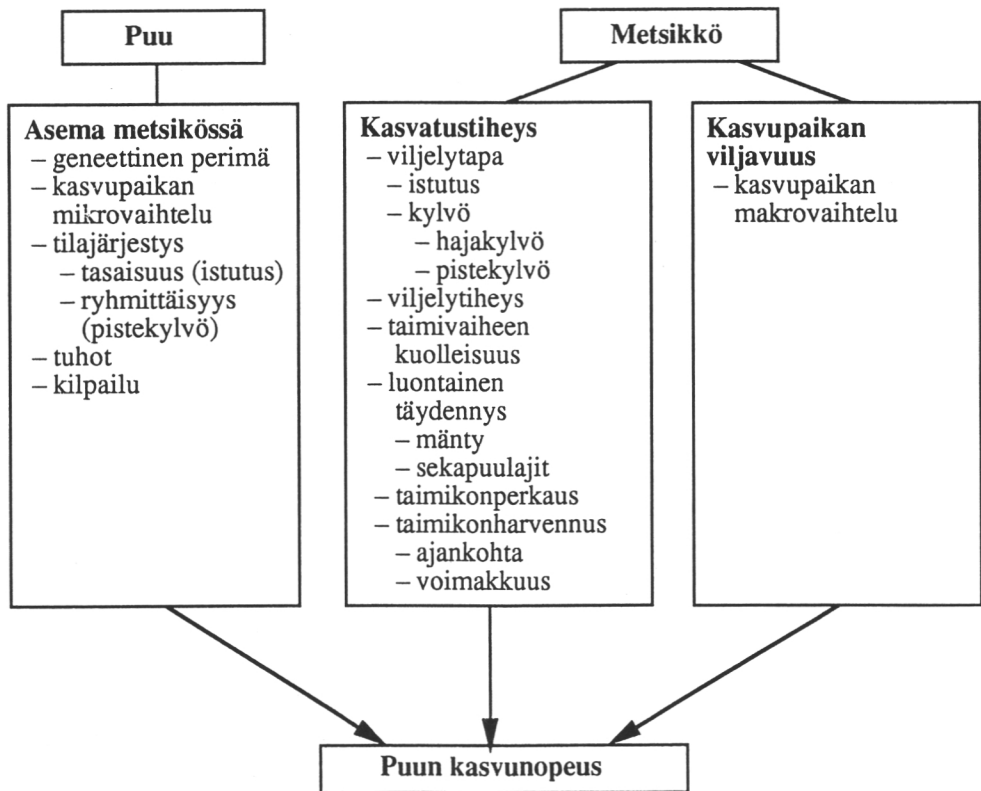 Puu
Metsikkö
Asema metsikössä
– geneettinen perimä
– kasvupaikan
mikrovaihtelu
– tilajärjestys
– tasaisuus (istutus)
– ryhmittäisyys
(pistekylvö)
– tuhot
– kilpailu
Kasvatustiheys
– viljelytapa
– istutus
– kylvö
– hajakylvö
– pistekylvö
– viljelytiheys
– taimivaiheen
kuolleisuus
– luontainen
täydennys
– mänty
– sekapuulajit
– taimikonperkaus
– taimikonharvennus
– ajankohta
– voimakkuus
Kasvupaikan
viljavuus
– kasvupaikan
makrovaihtelu
Puun kasvunopeus